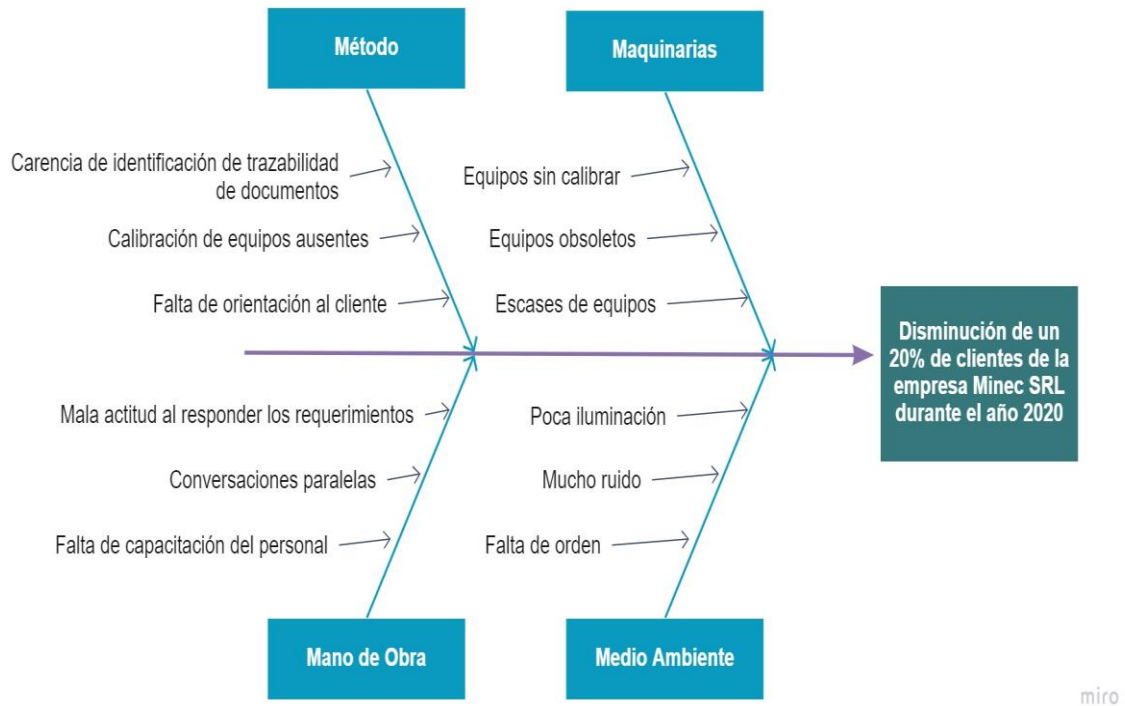 Método
Maquinarias
Carencia de identificación de trazabilidad
de documentos
Calibración de equipos ausentes
Falta de orientación al cliente
Equipos sin calibrar
Equipos obsoletos
Escases de equipos
Disminución de un
20% de clientes de la
empresa Minec SRL
durante el año 2020
Mala actitud al responder los requerimientos
Conversaciones paralelas
Falta de capacitación del personal
Poca iluminación
Mucho ruido
Falta de orden
Mano de Obra
Medio Ambiente
miro